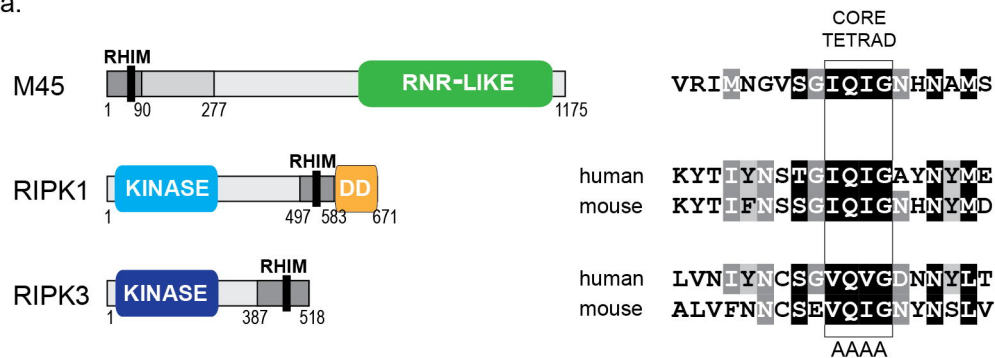 a.
CORE
TETRAD
RHIM
M45
RNR-LIKE
1 90 277 1175
VRIMNGVSGIQIGNHNAMS
RHIM
RIPK1
KINASE
DD
1 497 583 671
human KYTIYNSTGIQIGAYNYME
mouse KYTIFNSSGIQIGNHNYMD
RHIM
RIPK3
KINASE
1 387 518
human LVNIYNCSGVQVGDNNYLT
mouse ALVFNNCSEVQIGNYNSLV
AAAA